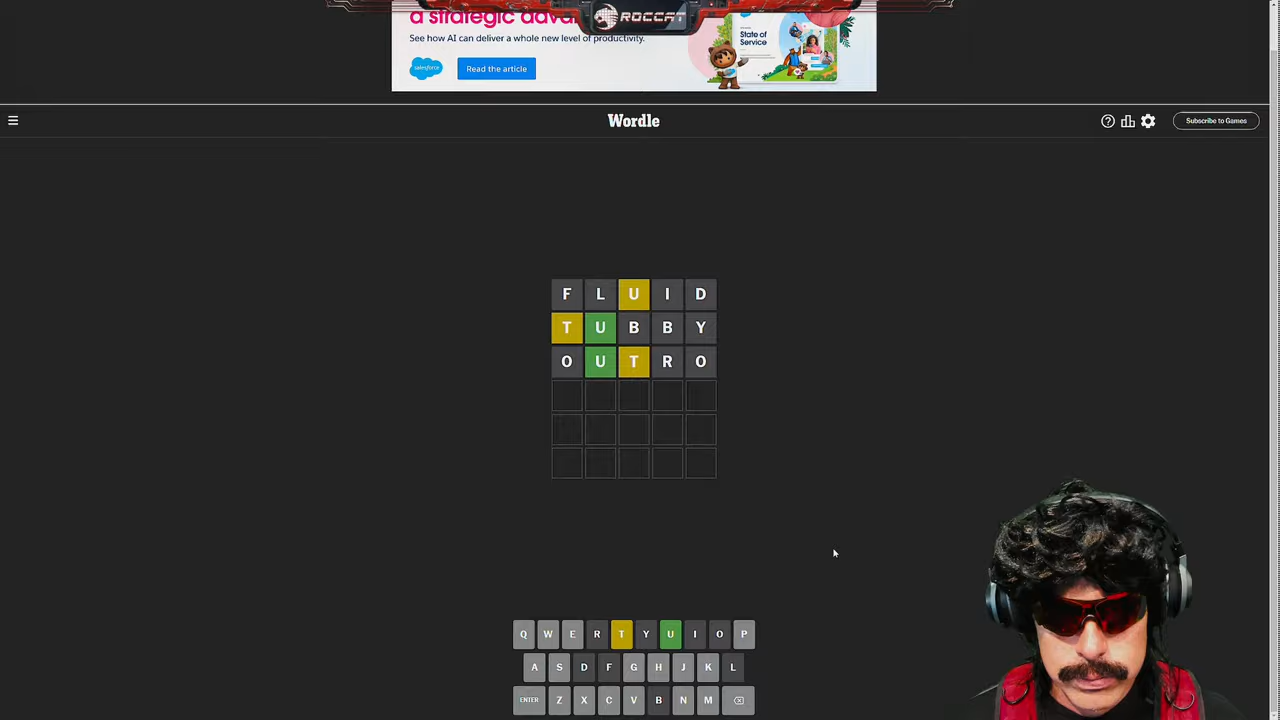 a strategic adva
ROCCAT
See how AI can deliver a whole new level of productivity.
State of
Service
salesforce
Read the article
Wordle
Subscribe to Games
F L U I D
T U B B Y
O U T R O
Q W E R T Y U I O P
A S D F G H J K L
ENTER Z X C V B N M